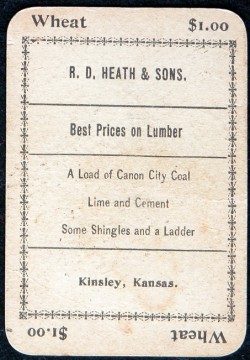 Wheat $1.00
R. D. HEATH & SONS.
Best Prices on Lumber
A Load of Canon City Coal
Lime and Cement
Some Shingles and a Ladder
Kinsley, Kansas.
Wheat $1.00